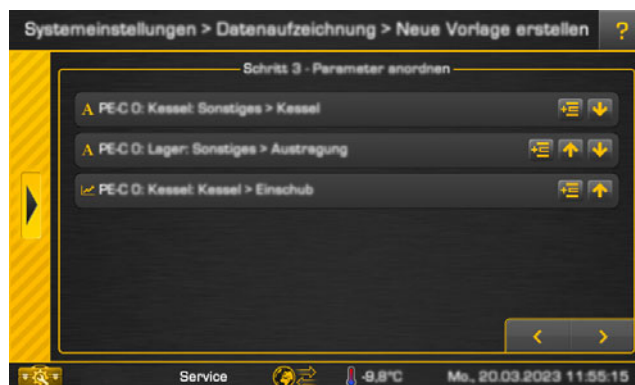 Systemeinstellungen > Datenaufzeichnung > Neue Vorlage erstellen ?
Schritt 3 - Parameter anordnen
A PE-C 0: Kessel: Sonstiges > Kessel
A PE-C 0: Lager: Sonstiges > Austragung
PE-C 0: Kessel: Kessel > Einschub
Service -9,8°C Mo., 20.03.2023 11:55:15